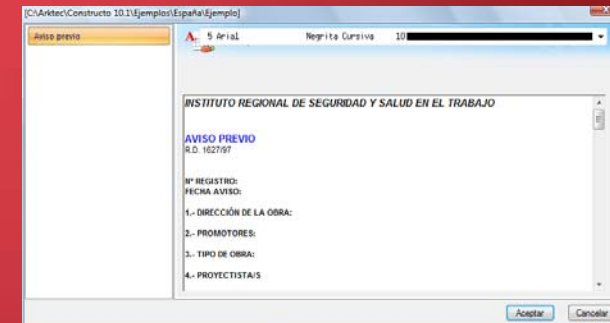 [C:\Arktec\Constructo 10.1\Ejemplos\España\Ejemplo]
Aviso previo
A 5 Arial Negrita Cursiva 10
INSTITUTO REGIONAL DE SEGURIDAD Y SALUD EN EL TRABAJO
AVISO PREVIO
R.D. 1627/97
Nº REGISTRO:
FECHA AVISO:
1.- DIRECCIÓN DE LA OBRA:
2.- PROMOTORES:
3.- TIPO DE OBRA:
4.- PROYECTISTA/S
Aceptar Cancelar